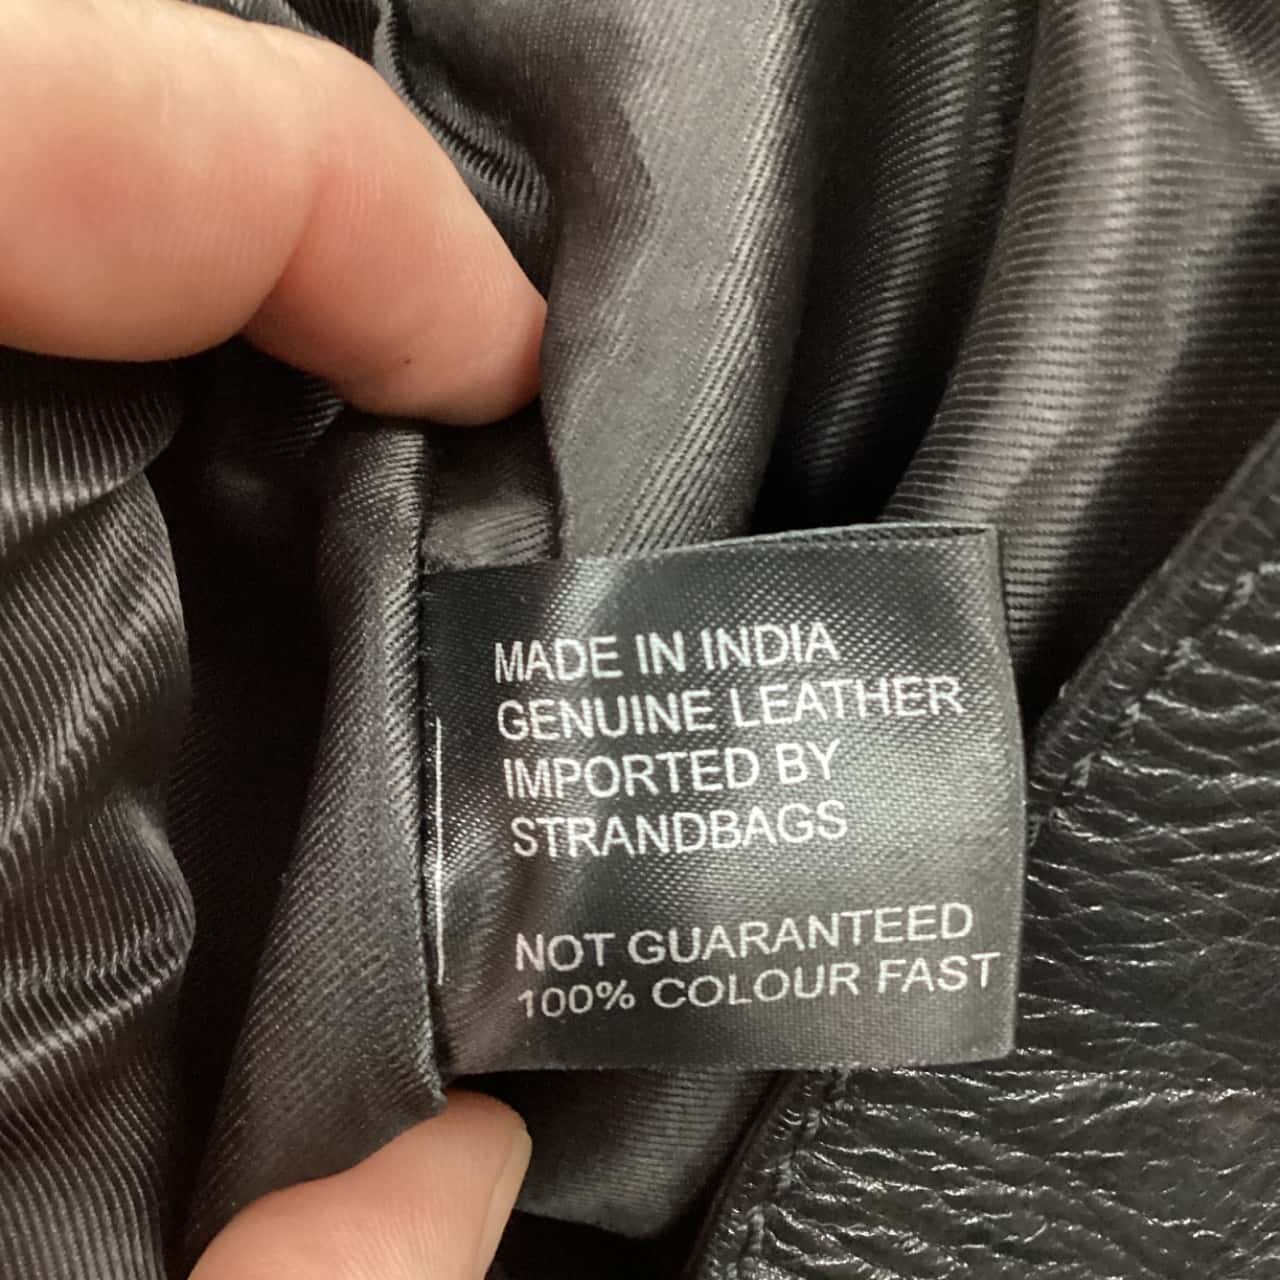 MADE IN INDIA
GENUINE LEATHER
IMPORTED BY
STRANDBAGS
NOT GUARANTEED
100% COLOUR FAST